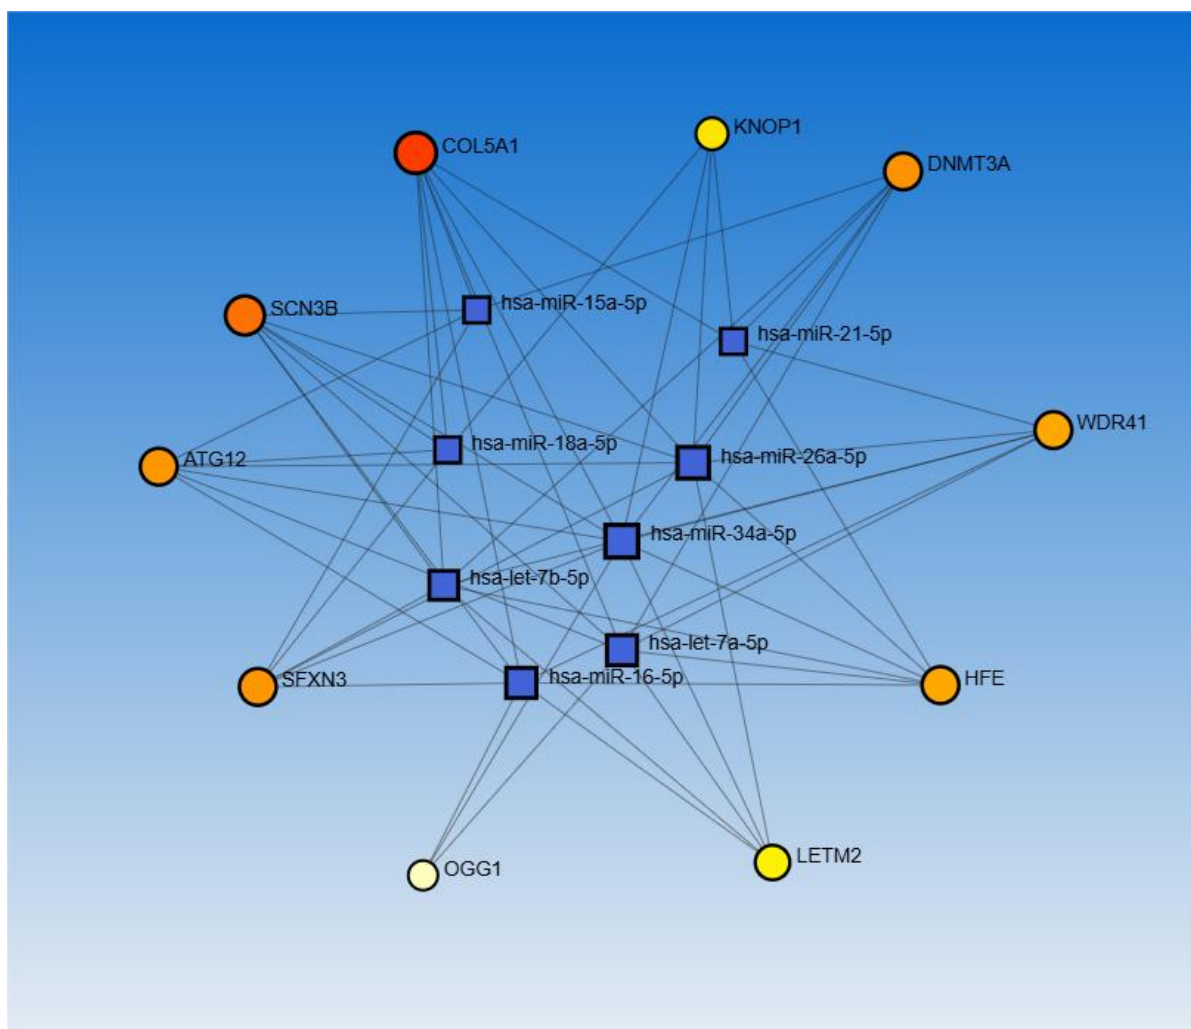 KNOP1
COL5A1
DNMT3A
hsa-miR-15a-5p
SCN3B
hsa-miR-21-5p
WDR41
hsa-miR-18a-5p
hsa-miR-26a-5p
ATG12
hsa-miR-34a-5p
hsa-let-7b-5p
hsa-let-7a-5p
hsa-miR-16-5p
SFXN3
HFE
LETM2
OGG1